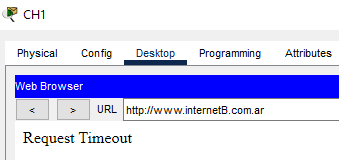 CH1
Physical Config Desktop Programming Attributes
Web Browser
< > URL http://www.internetB.com.ar
Request Timeout